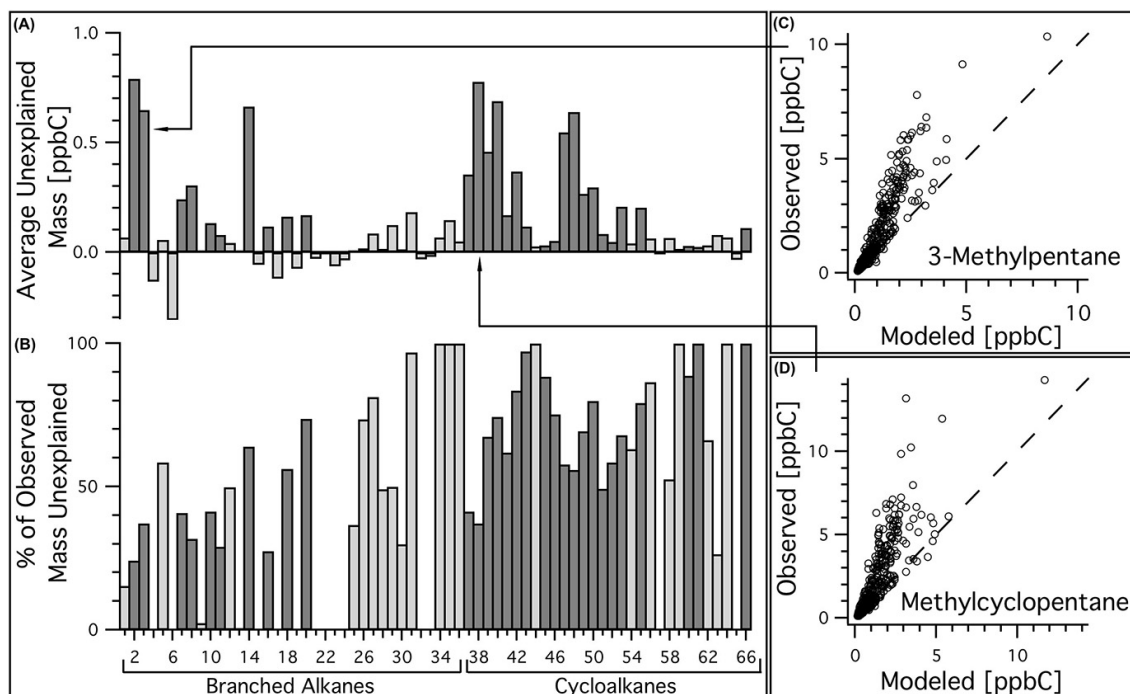 (A)
1.0
0.5
0.0
Average Unexplained
Mass [ppbC]
(B)
100
50
0
% of Observed
Mass Unexplained
2 6 10 14 18 22 26 30 34 38 42 46 50 54 58 62 66
Branched Alkanes Cycloalkanes
(C)
10
5
0
Observed [ppbC]
3-Methylpentane
0 5 10
Modeled [ppbC]
(D)
10
5
0
Observed [ppbC]
Methylcyclopentane
0 5 10
Modeled [ppbC]